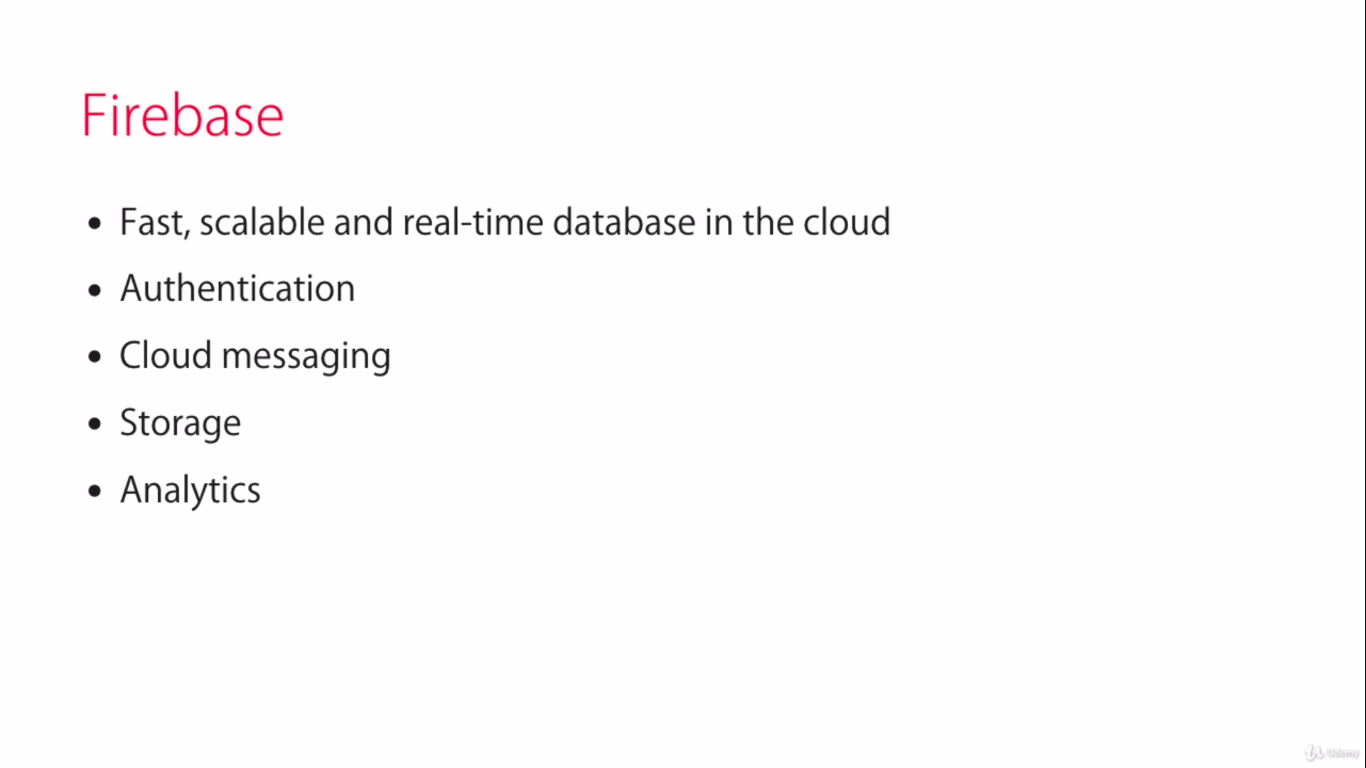 Firebase
• Fast, scalable and real-time database in the cloud
• Authentication
• Cloud messaging
• Storage
• Analytics
Udemy